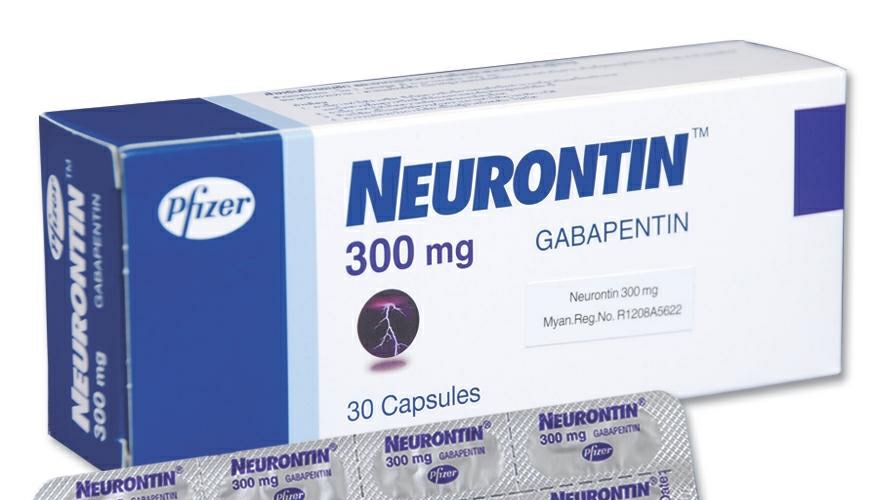 Pfizer
NEURONTIN™
GABAPENTIN
300 mg
Pfizer
NEURONTIN™
300 mg
GABAPENTIN
Neurontin 300 mg
Myan.Reg.No. R1208A5622
30 Capsules
NEURONTIN®
300 mg GABAPENTIN
NEURONTIN®
300 mg GABAPENTIN
Pfizer
NEURONTIN®
300 mg GABAPENTIN
Pfizer
NEURONTIN®
300 mg GABAPENTIN
Pfizer
NEURONTIN®
Date